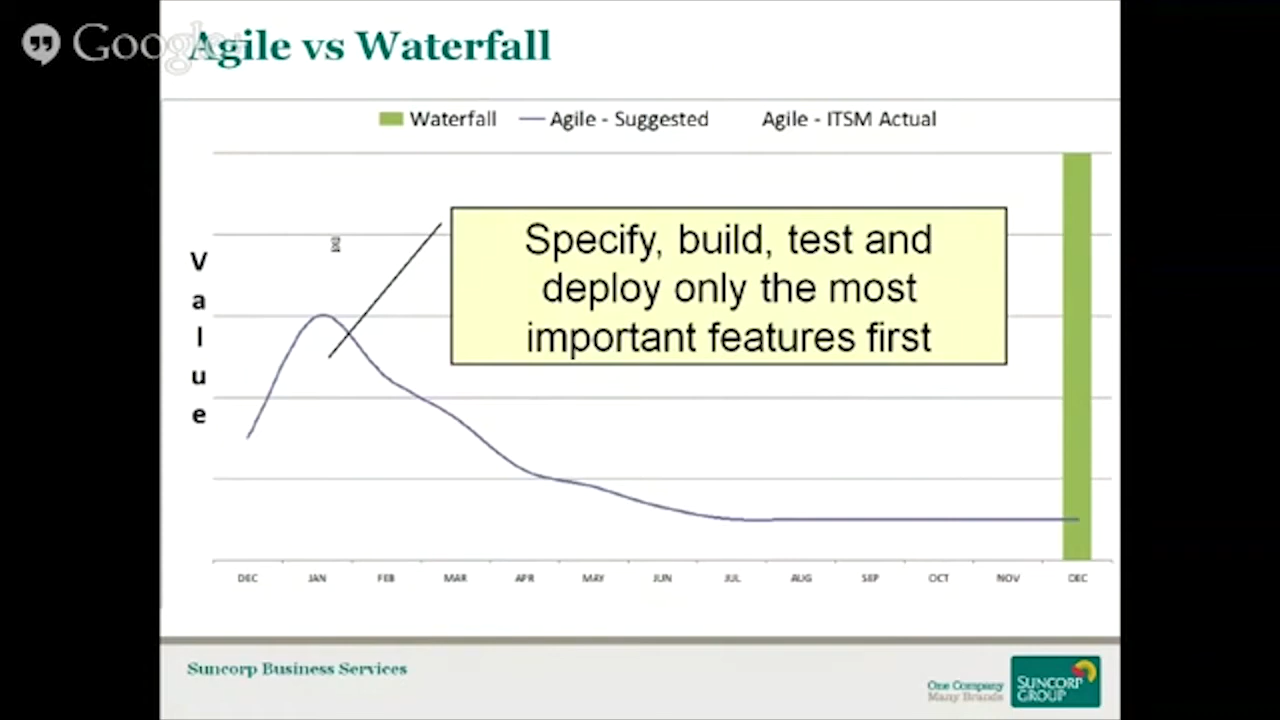 Google+
Agile vs Waterfall
Waterfall Agile - Suggested Agile - ITSM Actual
Value
Specify, build, test and
deploy only the most
important features first
DEC JAN FEB MAR APR MAY JUN JUL AUG SEP OCT NOV DEC
Suncorp Business Services
One Company
Many Brands
SUNCORP
GROUP